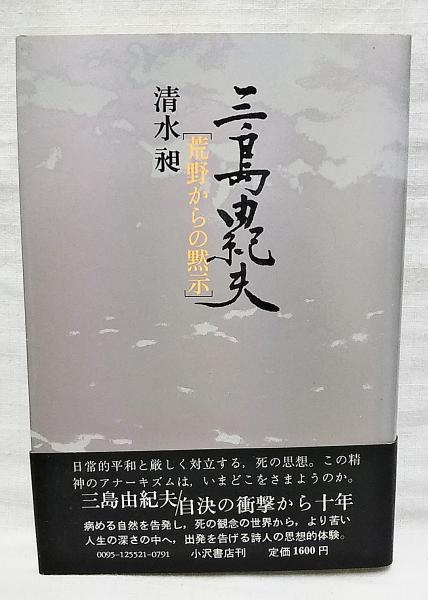 三島由紀夫
[荒野からの黙示]
清水昶
日常的平和と厳しく対立する，死の思想。この精
神のアナーキズムは，いまどこをさまようのか。
三島由紀夫/自決の衝撃から十年
病める自然を告発し，死の観念の世界から，より苦い
人生の深さの中へ，出発を告げる詩人の思想的体験。
0095-125521-0791 小沢書店刊 定価1600円